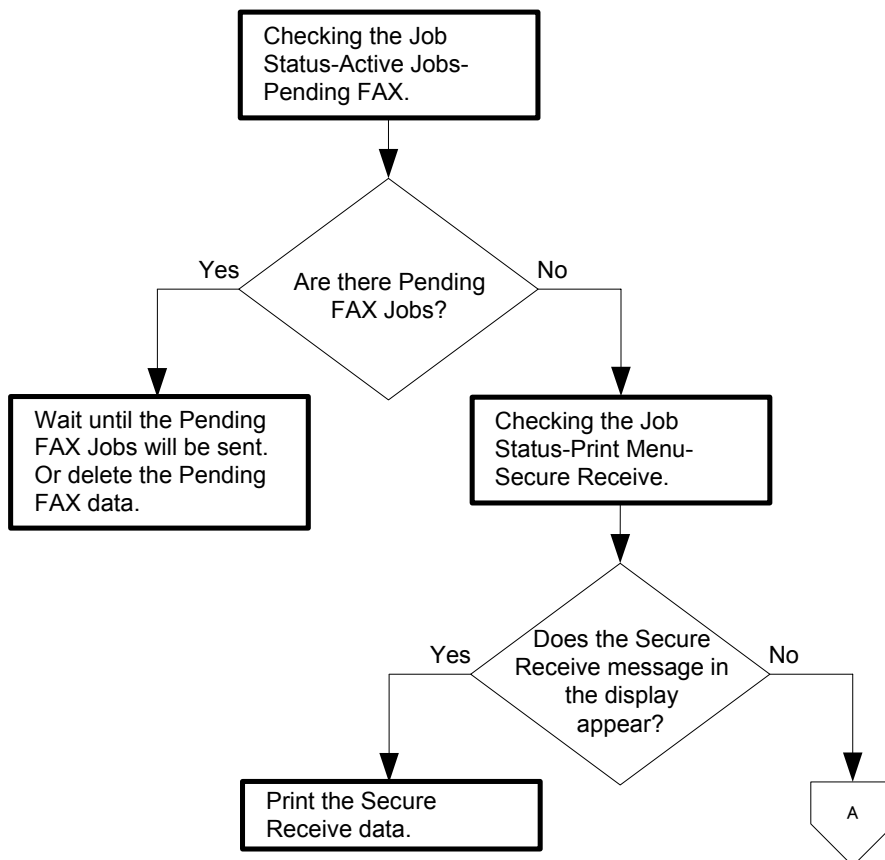 Checking the Job
Status-Active Jobs-
Pending FAX.
Yes
No
Are there Pending
FAX Jobs?
Wait until the Pending
FAX Jobs will be sent.
Or delete the Pending
FAX data.
Checking the Job
Status-Print Menu-
Secure Receive.
Yes
No
Does the Secure
Receive message in
the display
appear?
Print the Secure
Receive data.
A